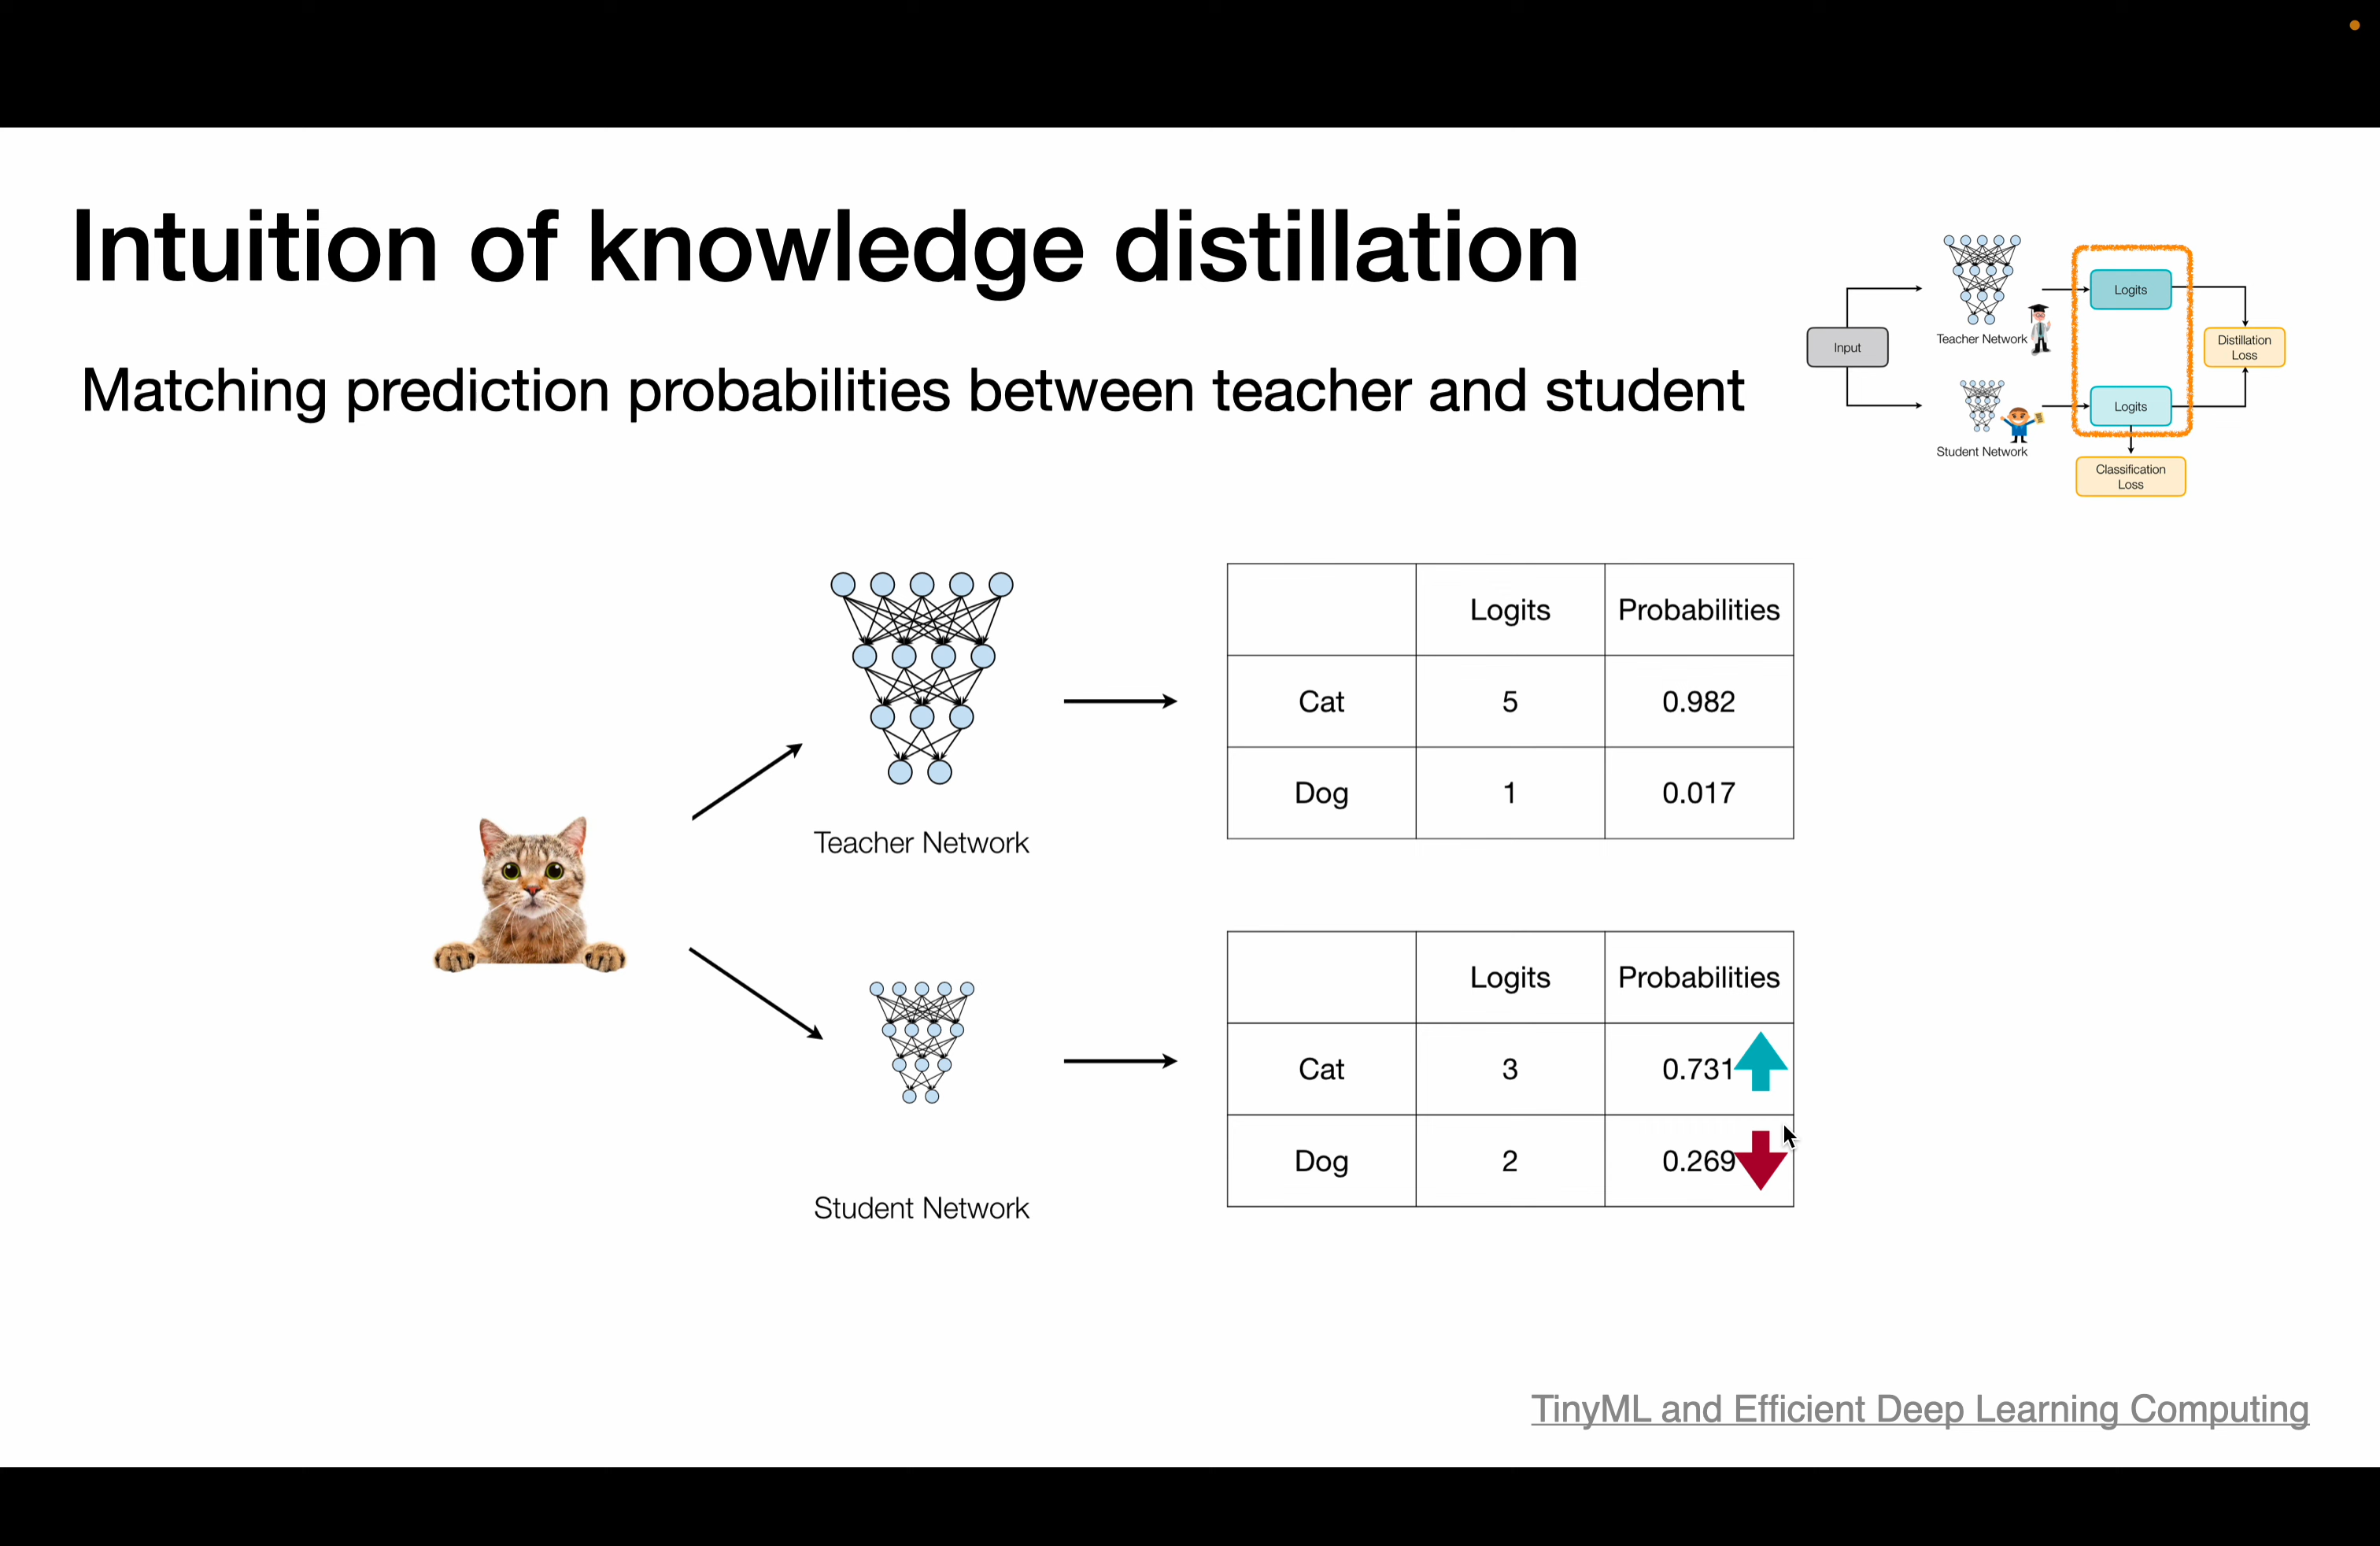 Intuition of knowledge distillation
Matching prediction probabilities between teacher and student
Input
Teacher Network
Student Network
Logits
Logits
Distillation
Loss
Classification
Loss
Teacher Network
Logits Probabilities
Cat 5 0.982
Dog 1 0.017
Student Network
Logits Probabilities
Cat 3 0.731
Dog 2 0.269
TinyML and Efficient Deep Learning Computing